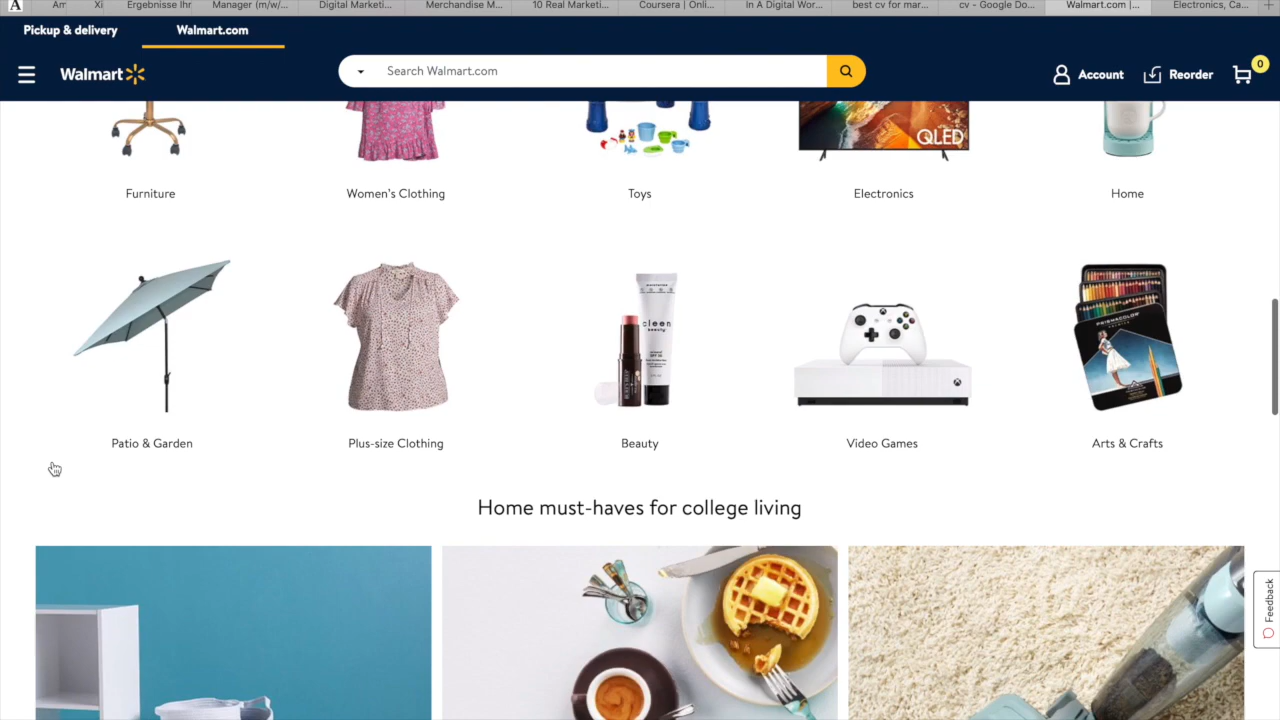 A
Am
Xi
Ergebnisse Ihr
Manager (m/w/...
Digital Marketi...
Merchandise M...
10 Real Marketi...
Coursera | Onli...
In A Digital Wor...
best cv for mar...
cv - Google Do...
Walmart.com |...
Electronics, Ca...
Pickup & delivery
Walmart.com
Walmart
Search Walmart.com
Account
Reorder
0
QLED
Furniture
Women's Clothing
Toys
Electronics
Home
cleen
beauty
PRISMACOLOR
Patio & Garden
Plus-size Clothing
Beauty
Video Games
Arts & Crafts
Home must-haves for college living
Feedback